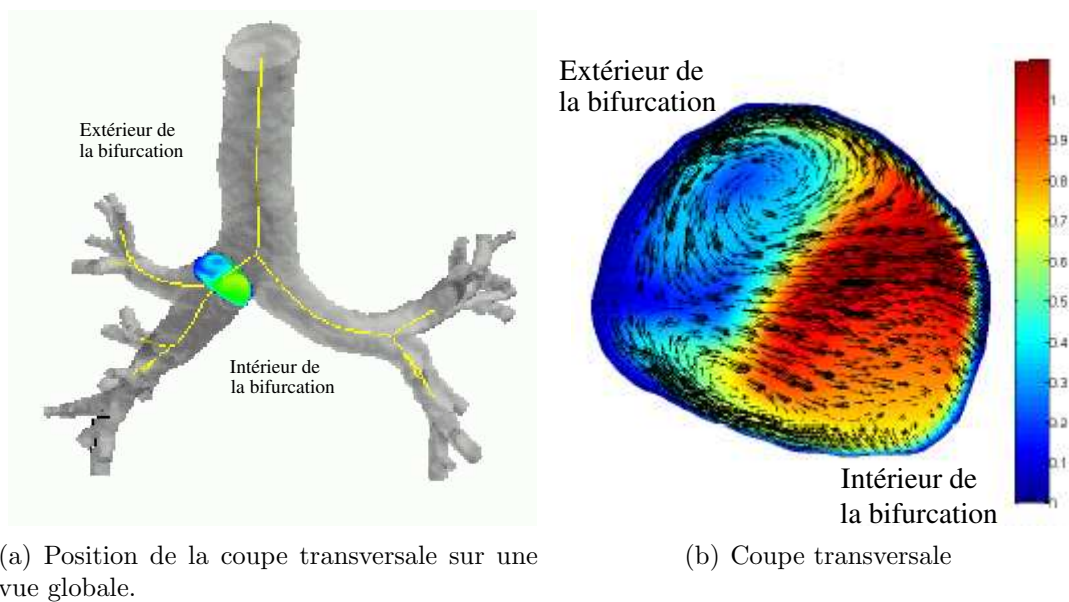 Extérieur de
la bifurcation
Intérieur de
la bifurcation
Extérieur de
la bifurcation
Intérieur de
la bifurcation
1
0.9
0.8
0.7
0.6
0.5
0.4
0.3
0.2
0.1
0
(a) Position de la coupe transversale sur une
vue globale.
(b) Coupe transversale